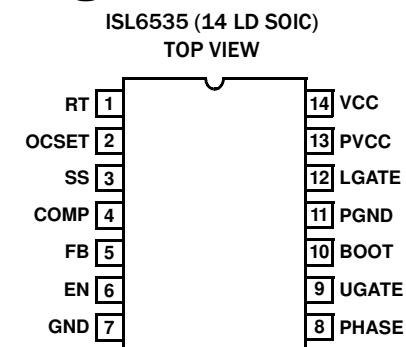 ISL6535 (14 LD SOIC)
TOP VIEW
RT 1 14 VCC
OCSET 2 13 PVCC
SS 3 12 LGATE
COMP 4 11 PGND
FB 5 10 BOOT
EN 6 9 UGATE
GND 7 8 PHASE